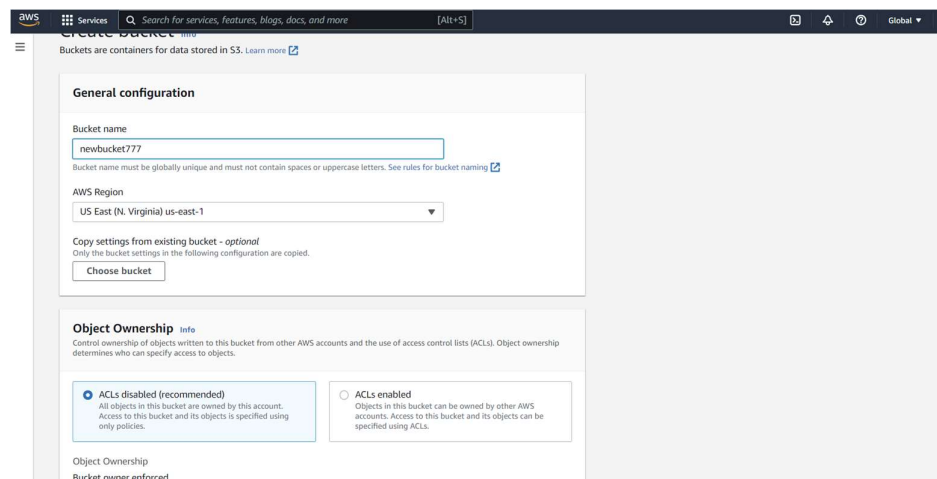 aws Services Search for services, features, blogs, docs, and more [Alt+S] Global
Create bucket Info
Buckets are containers for data stored in S3. Learn more
General configuration
Bucket name
newbucket777
Bucket name must be globally unique and must not contain spaces or uppercase letters. See rules for bucket naming
AWS Region
US East (N. Virginia) us-east-1
Copy settings from existing bucket - optional
Only the bucket settings in the following configuration are copied.
Choose bucket
Object Ownership Info
Control ownership of objects written to this bucket from other AWS accounts and the use of access control lists (ACLs). Object ownership
determines who can specify access to objects.
ACLs disabled (recommended)
All objects in this bucket are owned by this account.
Access to this bucket and its objects is specified using
only policies.
ACLs enabled
Objects in this bucket can be owned by other AWS
accounts. Access to this bucket and its objects can be
specified using ACLs.
Object Ownership
Bucket owner enforced